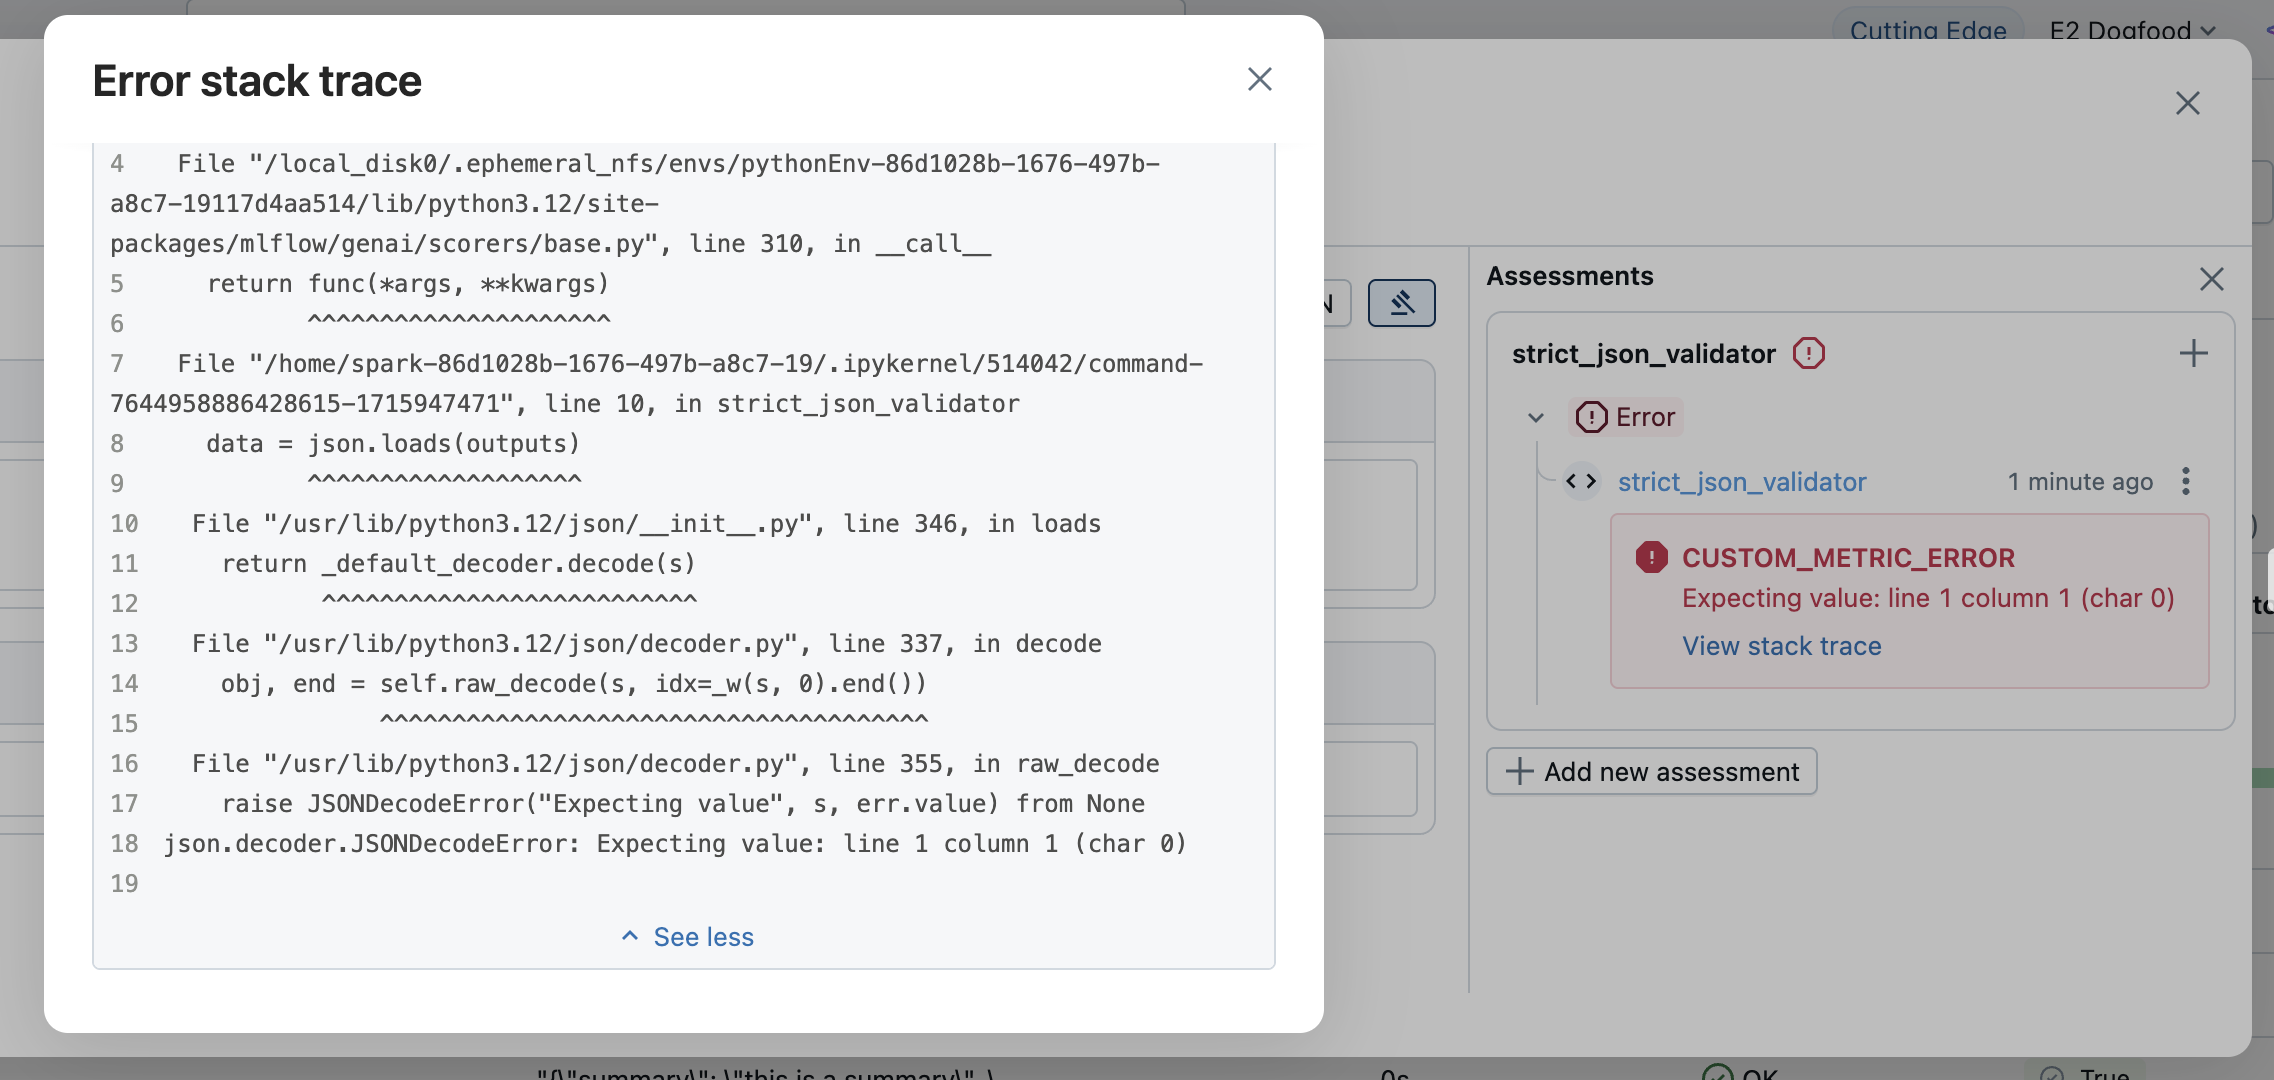 Cutting Edge
E2 Dogfood
Error stack trace
4 File "/local_disk0/.ephemeral_nfs/envs/pythonEnv-86d1028b-1676-497b-
a8c7-19117d4aa514/lib/python3.12/site-
packages/mlflow/genai/scorers/base.py", line 310, in __call__
5 return func(*args, **kwargs)
6 ^^^^^^^^^^^^^^^^^^^^^
7 File "/home/spark-86d1028b-1676-497b-a8c7-19/.ipykernel/514042/command-
7644958886428615-1715947471", line 10, in strict_json_validator
8 data = json.loads(outputs)
9 ^^^^^^^^^^^^^^^^^^^
10 File "/usr/lib/python3.12/json/__init__.py", line 346, in loads
11 return _default_decoder.decode(s)
12 ^^^^^^^^^^^^^^^^^^^^^^^^^^
13 File "/usr/lib/python3.12/json/decoder.py", line 337, in decode
14 obj, end = self.raw_decode(s, idx=_w(s, 0).end())
15 ^^^^^^^^^^^^^^^^^^^^^^^^^^^^^^^^^^^^^^
16 File "/usr/lib/python3.12/json/decoder.py", line 355, in raw_decode
17 raise JSONDecodeError("Expecting value", s, err.value) from None
18 json.decoder.JSONDecodeError: Expecting value: line 1 column 1 (char 0)
19
See less
Assessments
strict_json_validator
Error
strict_json_validator
1 minute ago
CUSTOM_METRIC_ERROR
Expecting value: line 1 column 1 (char 0)
View stack trace
Add new assessment
"{\"summary\": \"this is a summary\", \
0s
OK
True